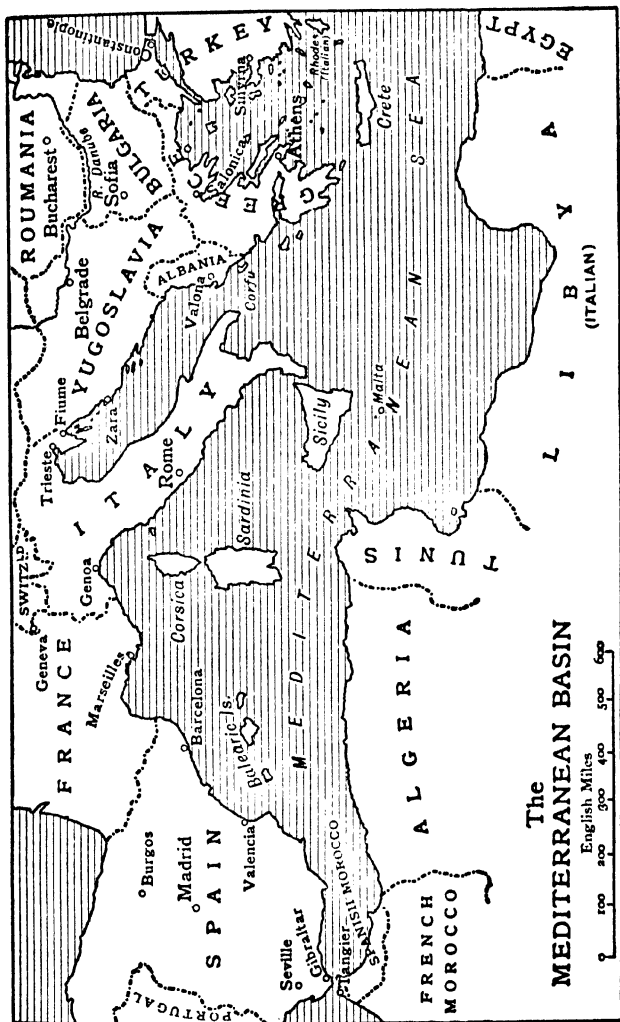 FRANCE
Geneva
SWITZLD
Trieste
Fiume
ROUMANIA
Bucharest
Belgrade
R. Danube
Sofia
BULGARIA
YUGOSLAVIA
Constantinople
TURKEY
Burgos
Marseilles
Genoa
ITALY
Zara
ALBANIA
Valona
Salonica
Smyrna
PORTUGAL
Madrid
SPAIN
Barcelona
Valencia
Balearic Is.
Corsica
Sardinia
Rome
Corfu
GREECE
Athens
Rhodes
(Italian)
Seville
Gibraltar
Tangier
SPANISH MOROCCO
MEDITERRANEAN SEA
Sicily
Malta
Crete
FRENCH
MOROCCO
ALGERIA
TUNIS
LIBYA
(ITALIAN)
EGYPT
The
MEDITERRANEAN BASIN
English Miles
0 100 200 300 400 500 600